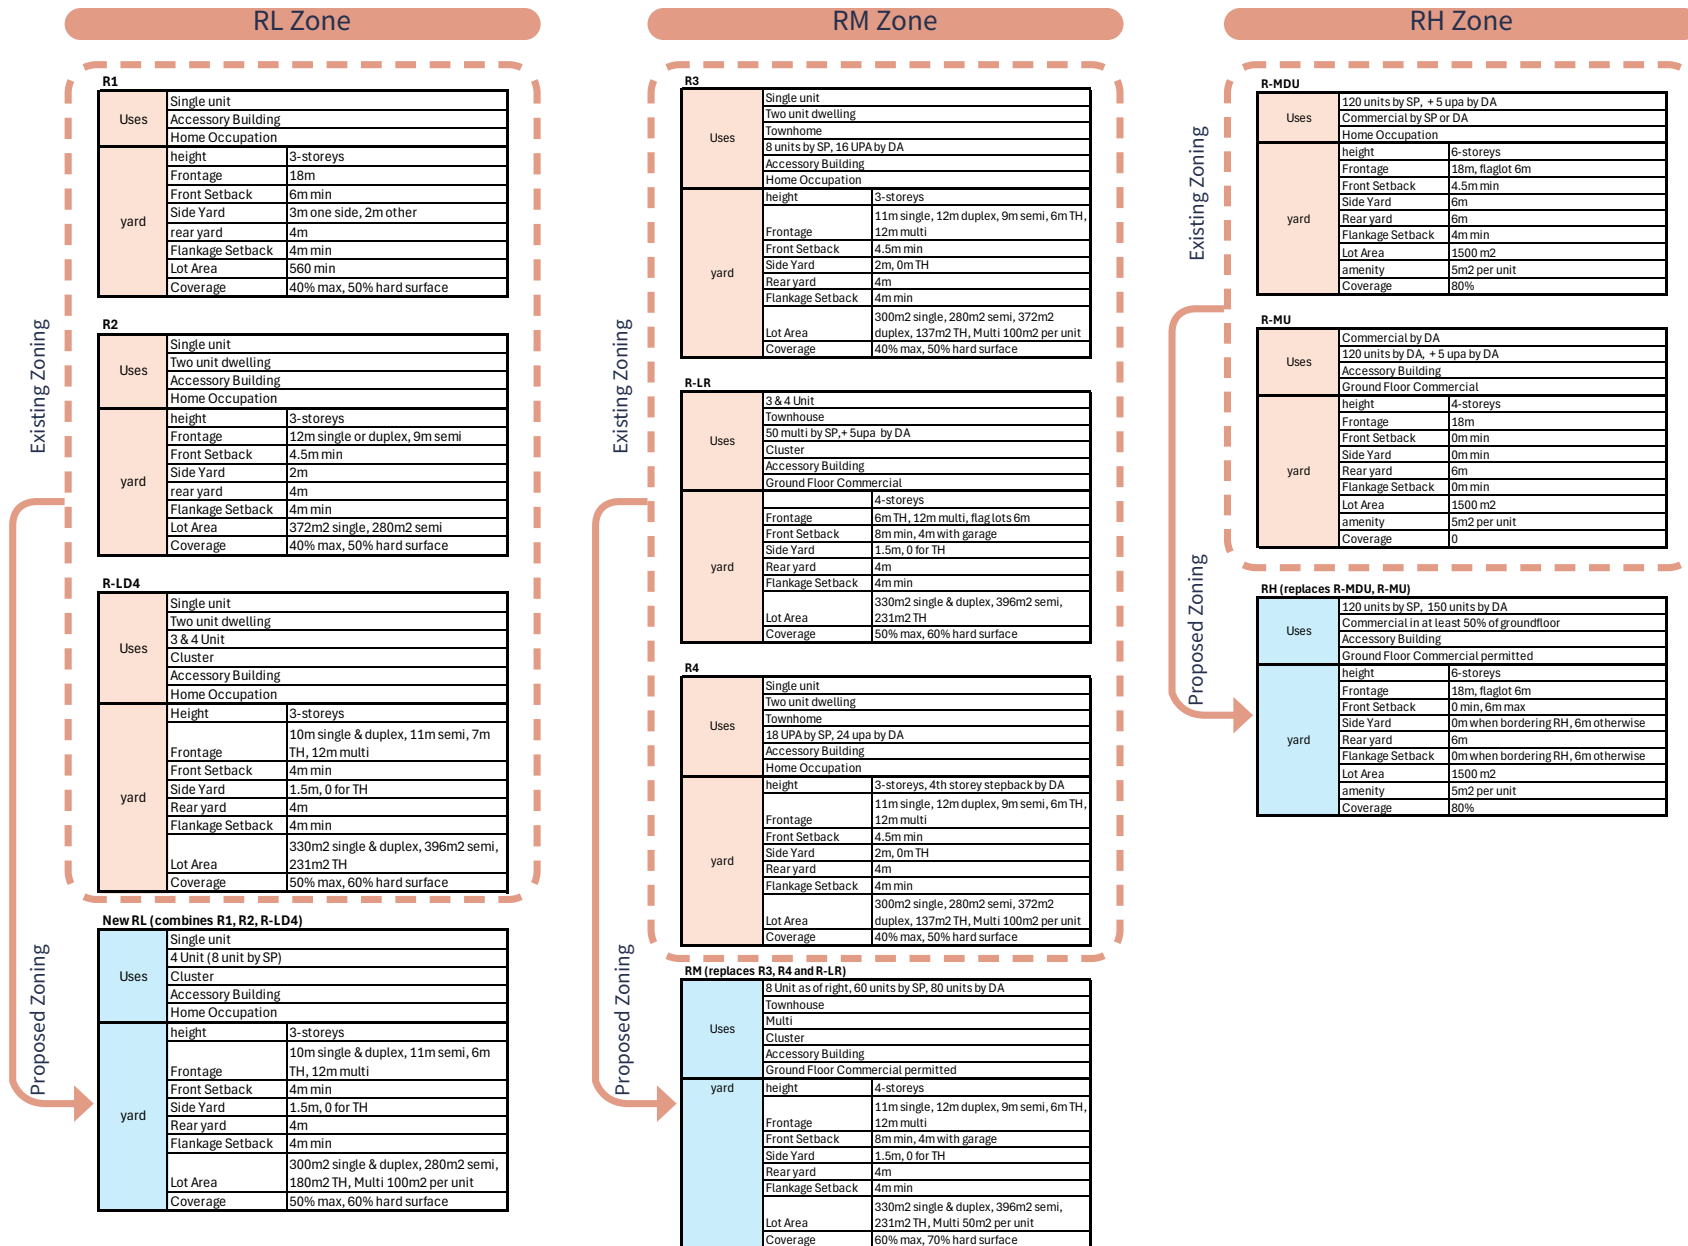 RL Zone
Existing Zoning
R1
Uses
Single unit
Accessory Building
Home Occupation
yard
height 3-storeys
Frontage 18m
Front Setback 6m min
Side Yard 3m one side, 2m other
rear yard 4m
Flankage Setback 4m min
Lot Area 560 min
Coverage 40% max, 50% hard surface
R2
Uses
Single unit
Two unit dwelling
Accessory Building
Home Occupation
yard
height 3-storeys
Frontage 12m single or duplex, 9m semi
Front Setback 4.5m min
Side Yard 2m
rear yard 4m
Flankage Setback 4m min
Lot Area 372m2 single, 280m2 semi
Coverage 40% max, 50% hard surface
R-LD4
Uses
Single unit
Two unit dwelling
3 & 4 Unit
Cluster
Accessory Building
Home Occupation
yard
Height 3-storeys
10m single & duplex, 11m semi, 7m
Frontage TH, 12m multi
Front Setback 4m min
Side Yard 1.5m, 0 for TH
Rear yard 4m
Flankage Setback 4m min
330m2 single & duplex, 396m2 semi,
Lot Area 231m2 TH
Coverage 50% max, 60% hard surface
Proposed Zoning
New RL (combines R1, R2, R-LD4)
Uses
Single unit
4 Unit (8 unit by SP)
Cluster
Accessory Building
Home Occupation
yard
height 3-storeys
10m single & duplex, 11m semi, 6m
Frontage TH, 12m multi
Front Setback 4m min
Side Yard 1.5m, 0 for TH
Rear yard 4m
Flankage Setback 4m min
300m2 single & duplex, 280m2 semi,
Lot Area 180m2 TH, Multi 100m2 per unit
Coverage 50% max, 60% hard surface
RM Zone
Existing Zoning
R3
Uses
Single unit
Two unit dwelling
Townhome
8 units by SP, 16 UPA by DA
Accessory Building
Home Occupation
yard
height 3-storeys
11m single, 12m duplex, 9m semi, 6m TH,
Frontage 12m multi
Front Setback 4.5m min
Side Yard 2m, 0m TH
Rear yard 4m
Flankage Setback 4m min
300m2 single, 280m2 semi, 372m2
Lot Area duplex, 137m2 TH, Multi 100m2 per unit
Coverage 40% max, 50% hard surface
R-LR
Uses
3 & 4 Unit
Townhouse
50 multi by SP,+ 5upa by DA
Cluster
Accessory Building
Ground Floor Commercial
yard
4-storeys
Frontage 6m TH, 12m multi, flag lots 6m
Front Setback 8m min, 4m with garage
Side Yard 1.5m, 0 for TH
Rear yard 4m
Flankage Setback 4m min
330m2 single & duplex, 396m2 semi,
Lot Area 231m2 TH
Coverage 50% max, 60% hard surface
R4
Uses
Single unit
Two unit dwelling
Townhome
18 UPA by SP, 24 upa by DA
Accessory Building
Home Occupation
yard
height 3-storeys, 4th storey stepback by DA
11m single, 12m duplex, 9m semi, 6m TH,
Frontage 12m multi
Front Setback 4.5m min
Side Yard 2m, 0m TH
Rear yard 4m
Flankage Setback 4m min
300m2 single, 280m2 semi, 372m2
Lot Area duplex, 137m2 TH, Multi 100m2 per unit
Coverage 40% max, 50% hard surface
Proposed Zoning
RM (replaces R3, R4 and R-LR)
Uses
8 Unit as of right, 60 units by SP, 80 units by DA
Townhouse
Multi
Cluster
Accessory Building
Ground Floor Commercial permitted
yard
height 4-storeys
11m single, 12m duplex, 9m semi, 6m TH,
Frontage 12m multi
Front Setback 8m min, 4m with garage
Side Yard 1.5m, 0 for TH
Rear yard 4m
Flankage Setback 4m min
330m2 single & duplex, 396m2 semi,
Lot Area 231m2 TH, Multi 50m2 per unit
Coverage 60% max, 70% hard surface
RH Zone
Existing Zoning
R-MDU
Uses
120 units by SP, + 5 upa by DA
Commercial by SP or DA
Home Occupation
yard
height 6-storeys
Frontage 18m, flaglot 6m
Front Setback 4.5m min
Side Yard 6m
Rear yard 6m
Flankage Setback 4m min
Lot Area 1500 m2
amenity 5m2 per unit
Coverage 80%
R-MU
Uses
Commercial by DA
120 units by DA, + 5 upa by DA
Accessory Building
Ground Floor Commercial
yard
height 4-storeys
Frontage 18m
Front Setback 0m min
Side Yard 0m min
Rear yard 6m
Flankage Setback 0m min
Lot Area 1500 m2
amenity 5m2 per unit
Coverage 0
Proposed Zoning
RH (replaces R-MDU, R-MU)
Uses
120 units by SP, 150 units by DA
Commercial in at least 50% of groundfloor
Accessory Building
Ground Floor Commercial permitted
yard
height 6-storeys
Frontage 18m, flaglot 6m
Front Setback 0 min, 6m max
Side Yard 0m when bordering RH, 6m otherwise
Rear yard 6m
Flankage Setback 0m when bordering RH, 6m otherwise
Lot Area 1500 m2
amenity 5m2 per unit
Coverage 80%